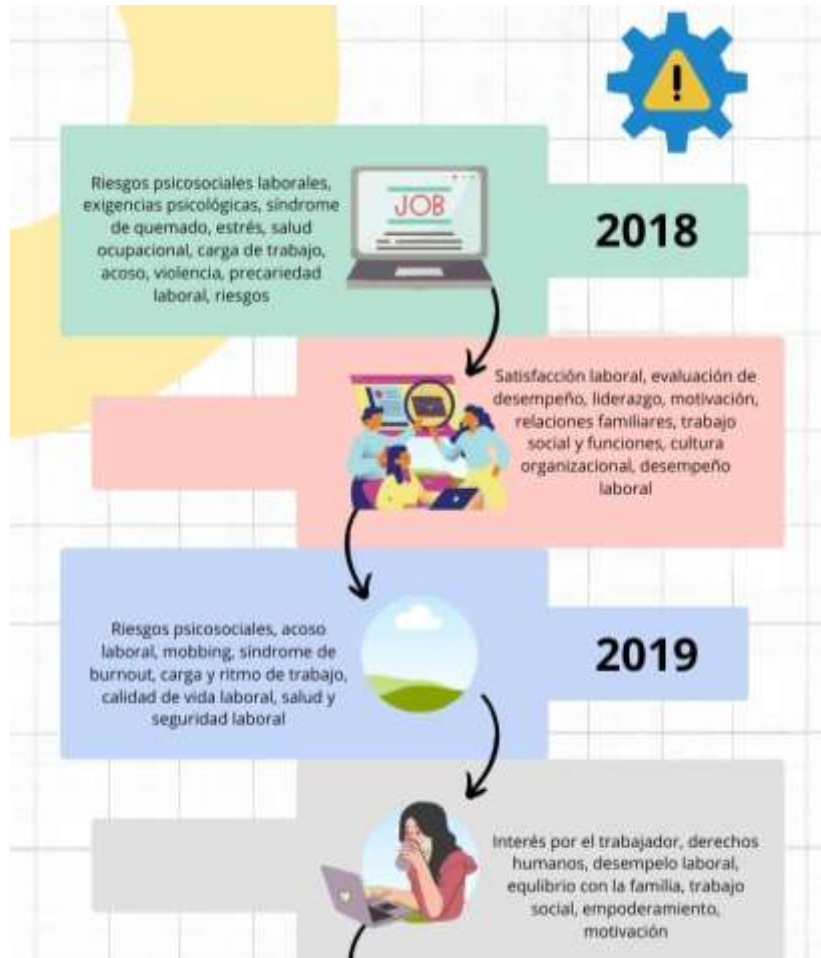 Riesgos psicosociales laborales,
exigencias psicológicas, síndrome
de quemado, estrés, salud
ocupacional, carga de trabajo,
acoso, violencia, precariedad
laboral, riesgos
JOB
2018
Satisfacción laboral, evaluación de
desempeño, liderazgo, motivación,
relaciones familiares, trabajo
social y funciones, cultura
organizacional, desempeño
laboral
Riesgos psicosociales, acoso
laboral, mobbing, síndrome de
burnout, carga y ritmo de trabajo,
calidad de vida laboral, salud y
seguridad laboral
2019
Interés por el trabajador, derechos
humanos, desempelo laboral,
equlibrio con la familia, trabajo
social, empoderamiento,
motivación